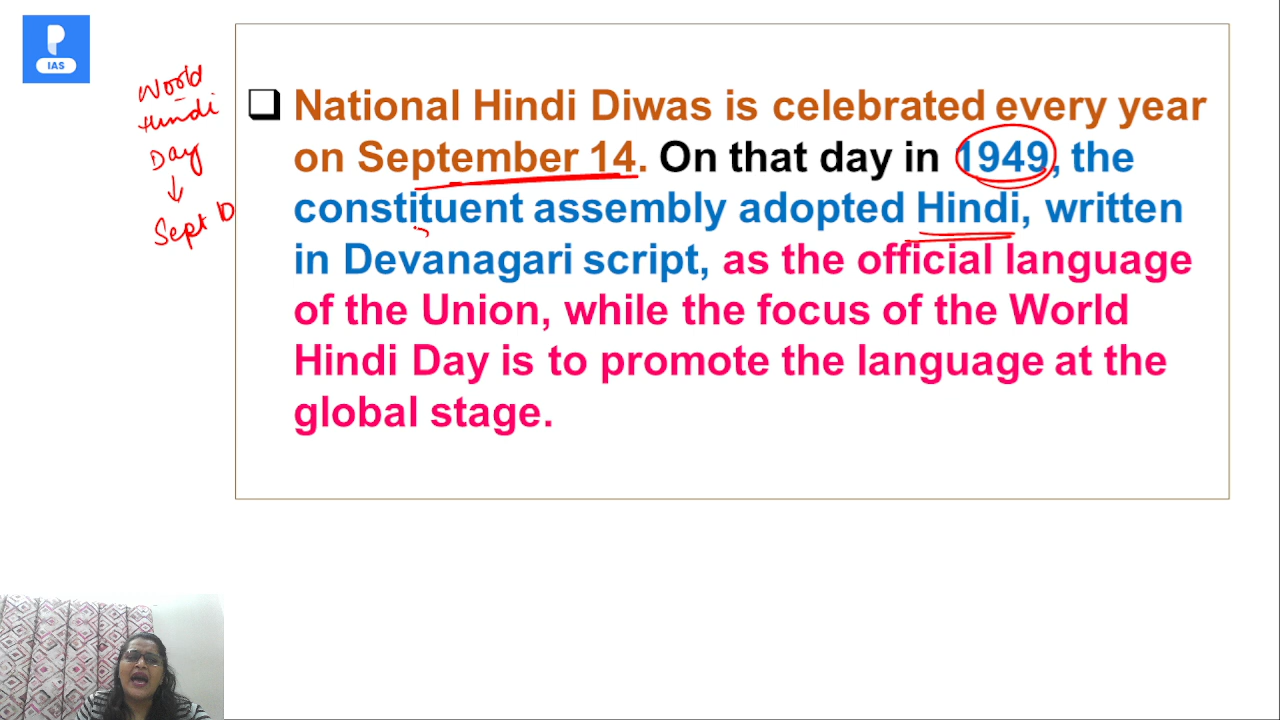 P
IAS
World
Hindi
Day
↓
Sept 10
❑ National Hindi Diwas is celebrated every year
on September 14. On that day in 1949, the
constituent assembly adopted Hindi, written
in Devanagari script, as the official language
of the Union, while the focus of the World
Hindi Day is to promote the language at the
global stage.